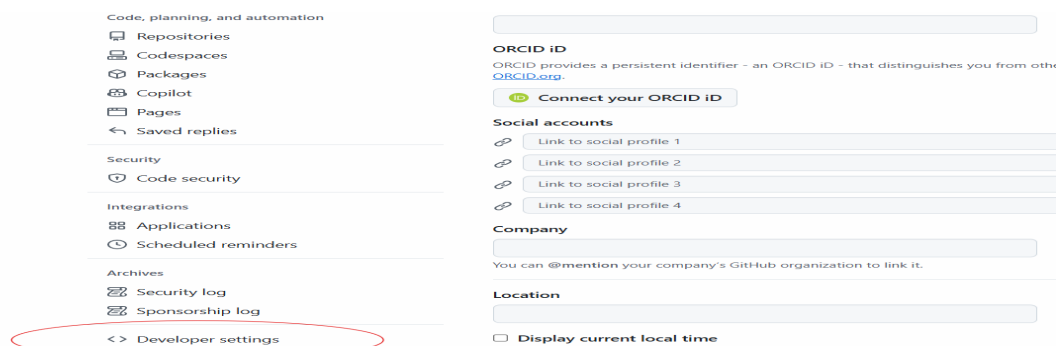 Code, planning, and automation
Repositories
Codespaces
Packages
Copilot
Pages
Saved replies
Security
Code security
Integrations
Applications
Scheduled reminders
Archives
Security log
Sponsorship log
<> Developer settings
ORCID iD
ORCID provides a persistent identifier - an ORCID iD - that distinguishes you from othe
ORCID.org.
iD Connect your ORCID iD
Social accounts
Link to social profile 1
Link to social profile 2
Link to social profile 3
Link to social profile 4
Company
You can @mention your company's GitHub organization to link it.
Location
Display current local time